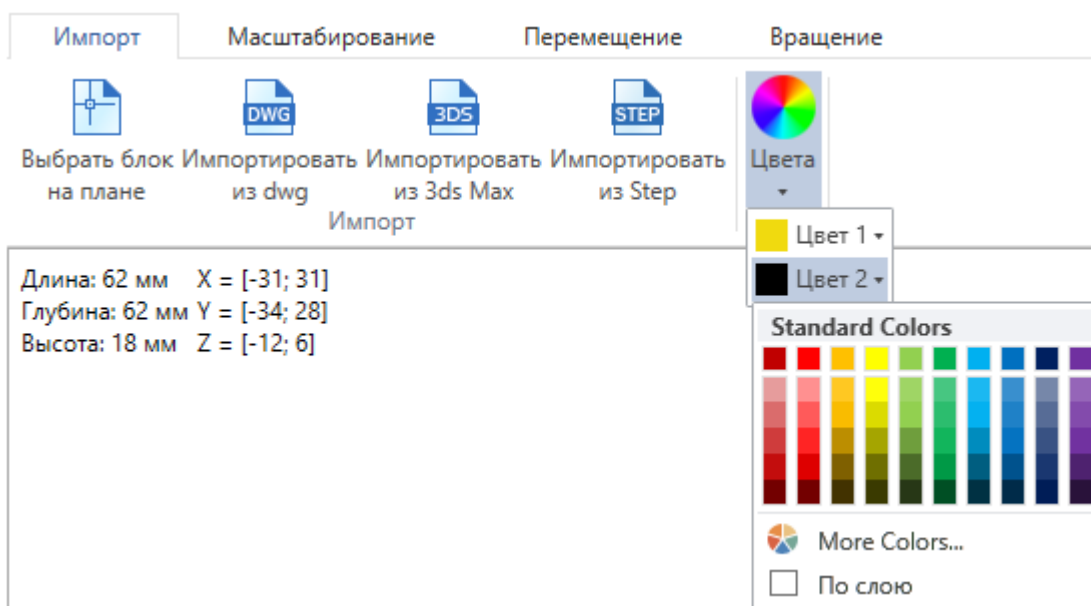 Импорт Масштабирование Перемещение Вращение
DWG 3DS STEP
Выбрать блок Импортировать Импортировать Импортировать Цвета
на плане из dwg из 3ds Max из Step
Импорт
Цвет 1
Цвет 2
Длина: 62 мм X = [-31; 31]
Глубина: 62 мм Y = [-34; 28]
Высота: 18 мм Z = [-12; 6]
Standard Colors
More Colors...
По слою